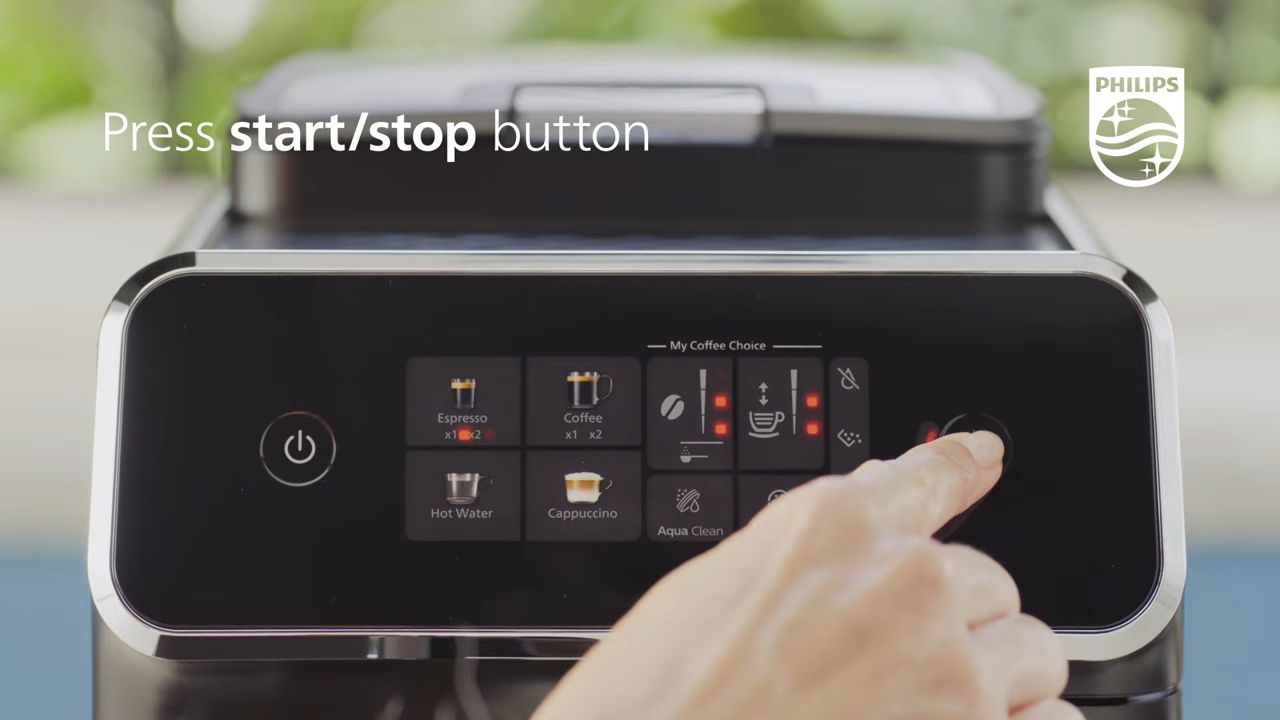 Press start/stop button
PHILIPS
My Coffee Choice
Espresso
x1 x2
Coffee
x1 x2
Hot Water
Cappuccino
Aqua Clean